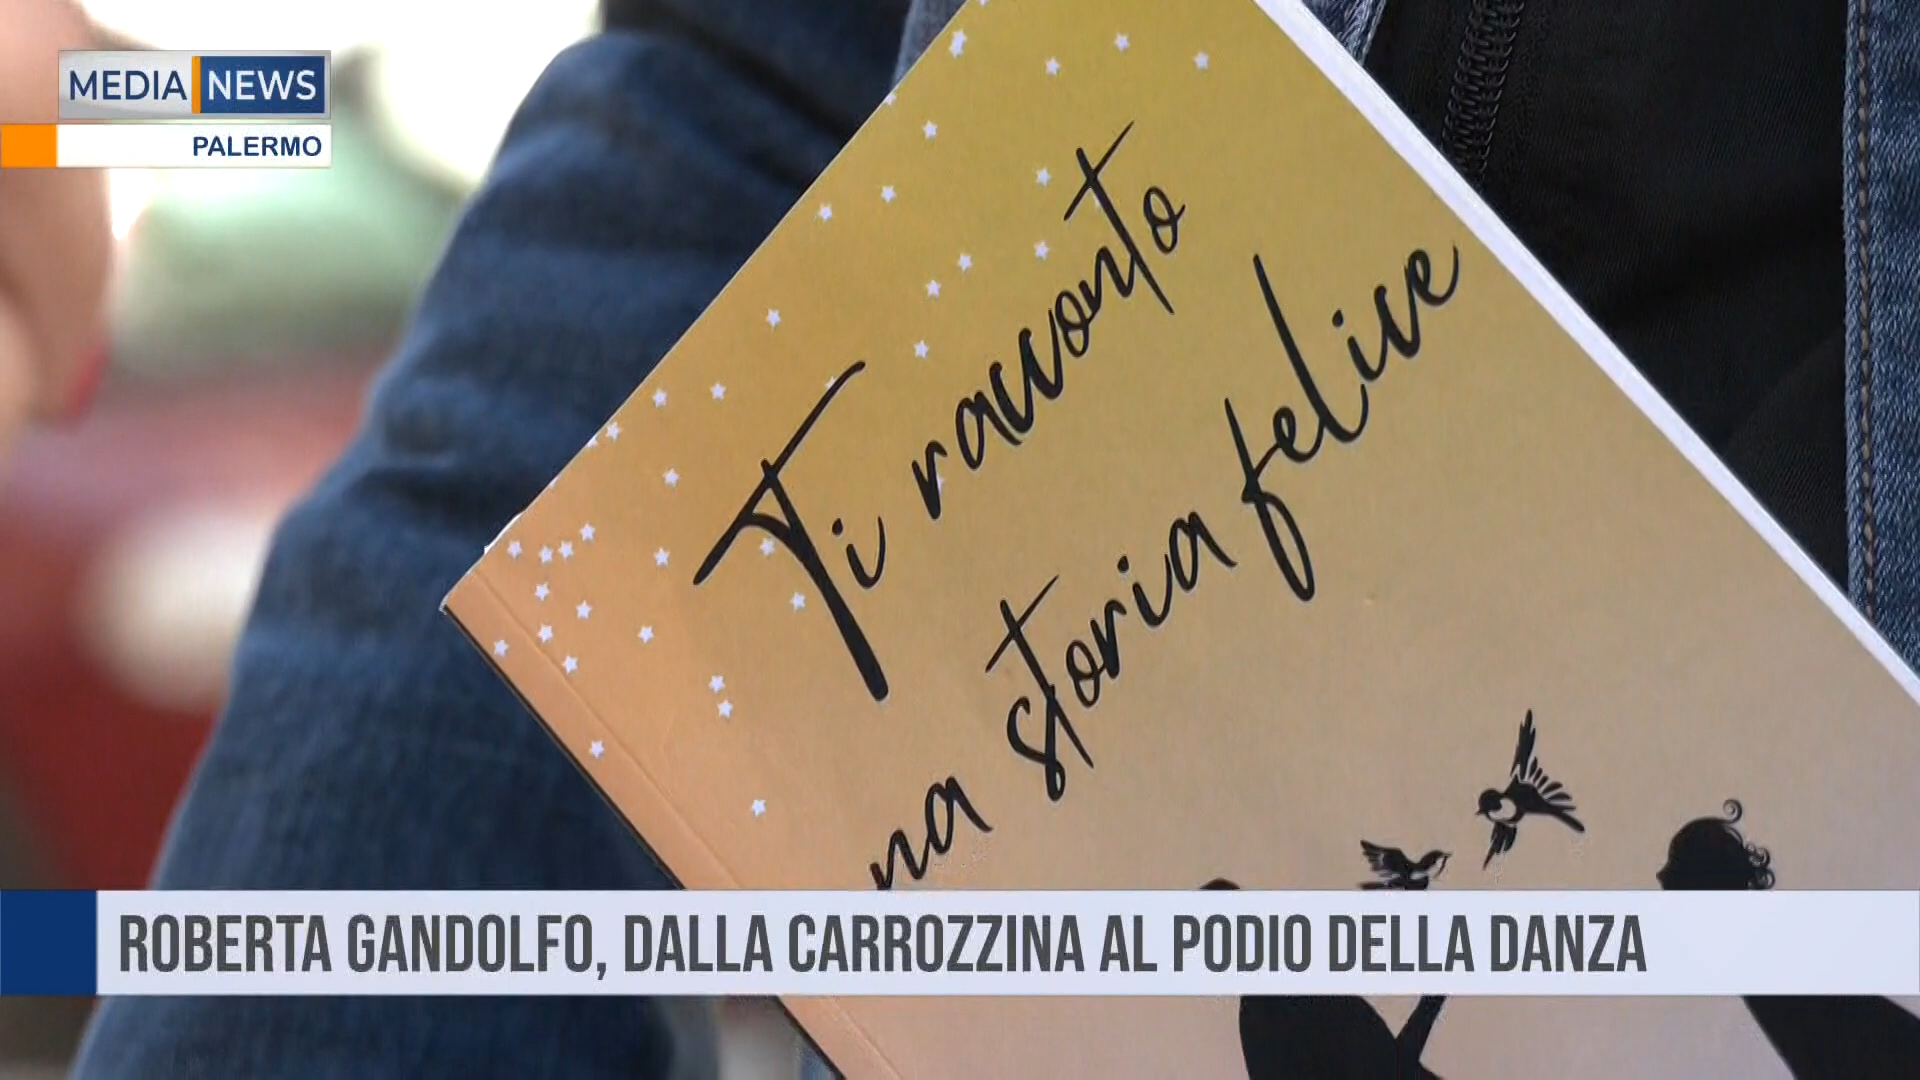 MEDIA NEWS
PALERMO
Ti racconto
na storia felice
ROBERTA GANDOLFO, DALLA CARROZZINA AL PODIO DELLA DANZA